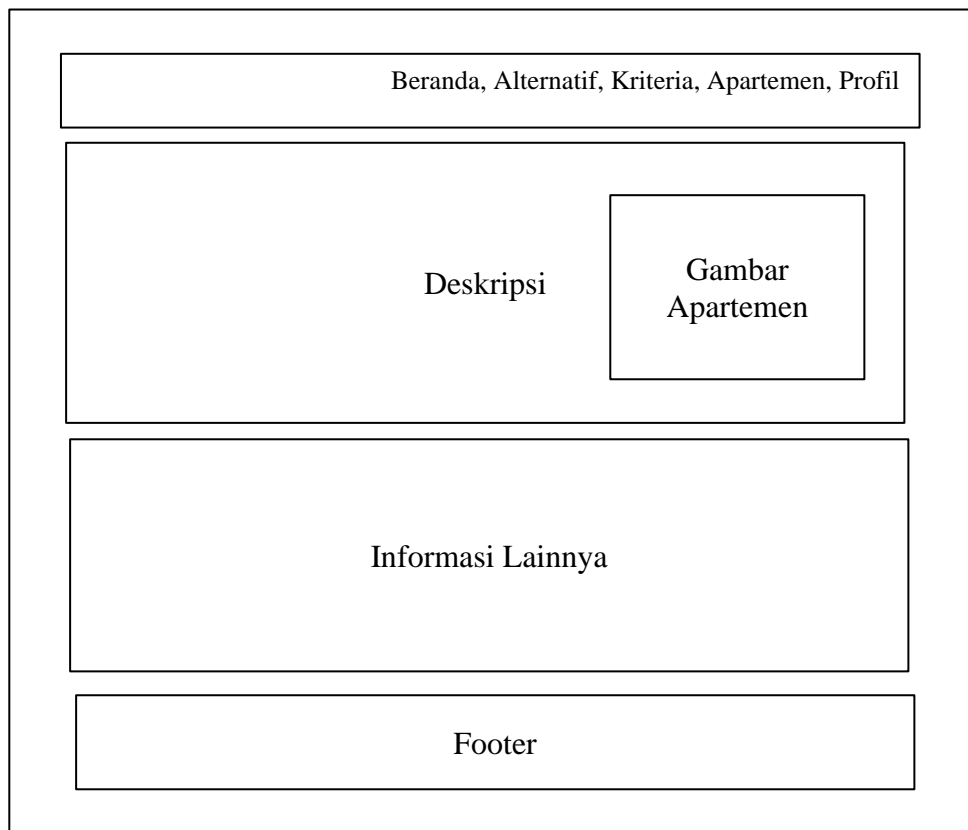 Beranda, Alternatif, Kriteria, Apartemen, Profil
Deskripsi
Gambar
Apartemen
Informasi Lainnya
Footer